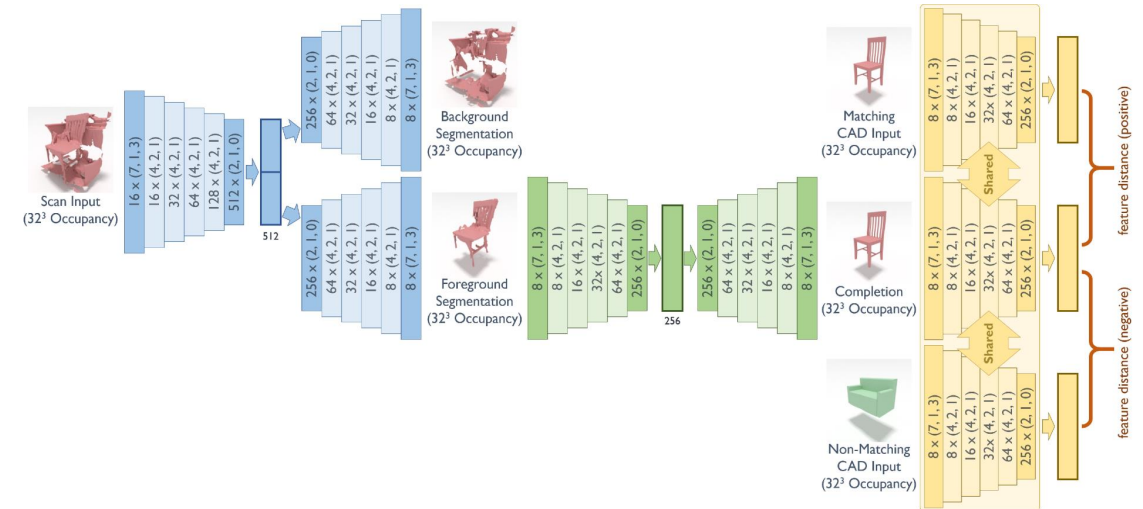 Scan Input
(32³ Occupancy)
16 x (7, 1, 3)
16 x (4, 2, 1)
32 x (4, 2, 1)
64 x (4, 2, 1)
128 x (4, 2, 1)
512 x (2, 1, 0)
512
256 x (2, 1, 0)
64 x (4, 2, 1)
32 x (4, 2, 1)
16 x (4, 2, 1)
8 x (4, 2, 1)
8 x (7, 1, 3)
Background
Segmentation
(32³ Occupancy)
256 x (2, 1, 0)
64 x (4, 2, 1)
32 x (4, 2, 1)
16 x (4, 2, 1)
8 x (4, 2, 1)
8 x (7, 1, 3)
Foreground
Segmentation
(32³ Occupancy)
8 x (7, 1, 3)
8 x (4, 2, 1)
16 x (4, 2, 1)
32x (4, 2, 1)
64 x (4, 2, 1)
256 x (2, 1, 0)
256
256 x (2, 1, 0)
64 x (4, 2, 1)
32 x (4, 2, 1)
16 x (4, 2, 1)
8 x (4, 2, 1)
8 x (7, 1, 3)
Matching
CAD Input
(32³ Occupancy)
8 x (7, 1, 3)
8 x (4, 2, 1)
16 x (4, 2, 1)
32x (4, 2, 1)
64 x (4, 2, 1)
256 x (2, 1, 0)
Shared
Completion
(32³ Occupancy)
8 x (7, 1, 3)
8 x (4, 2, 1)
16 x (4, 2, 1)
32x (4, 2, 1)
64 x (4, 2, 1)
256 x (2, 1, 0)
Shared
Non-Matching
CAD Input
(32³ Occupancy)
8 x (7, 1, 3)
8 x (4, 2, 1)
16 x (4, 2, 1)
32x (4, 2, 1)
64 x (4, 2, 1)
256 x (2, 1, 0)
feature distance (positive)
feature distance (negative)